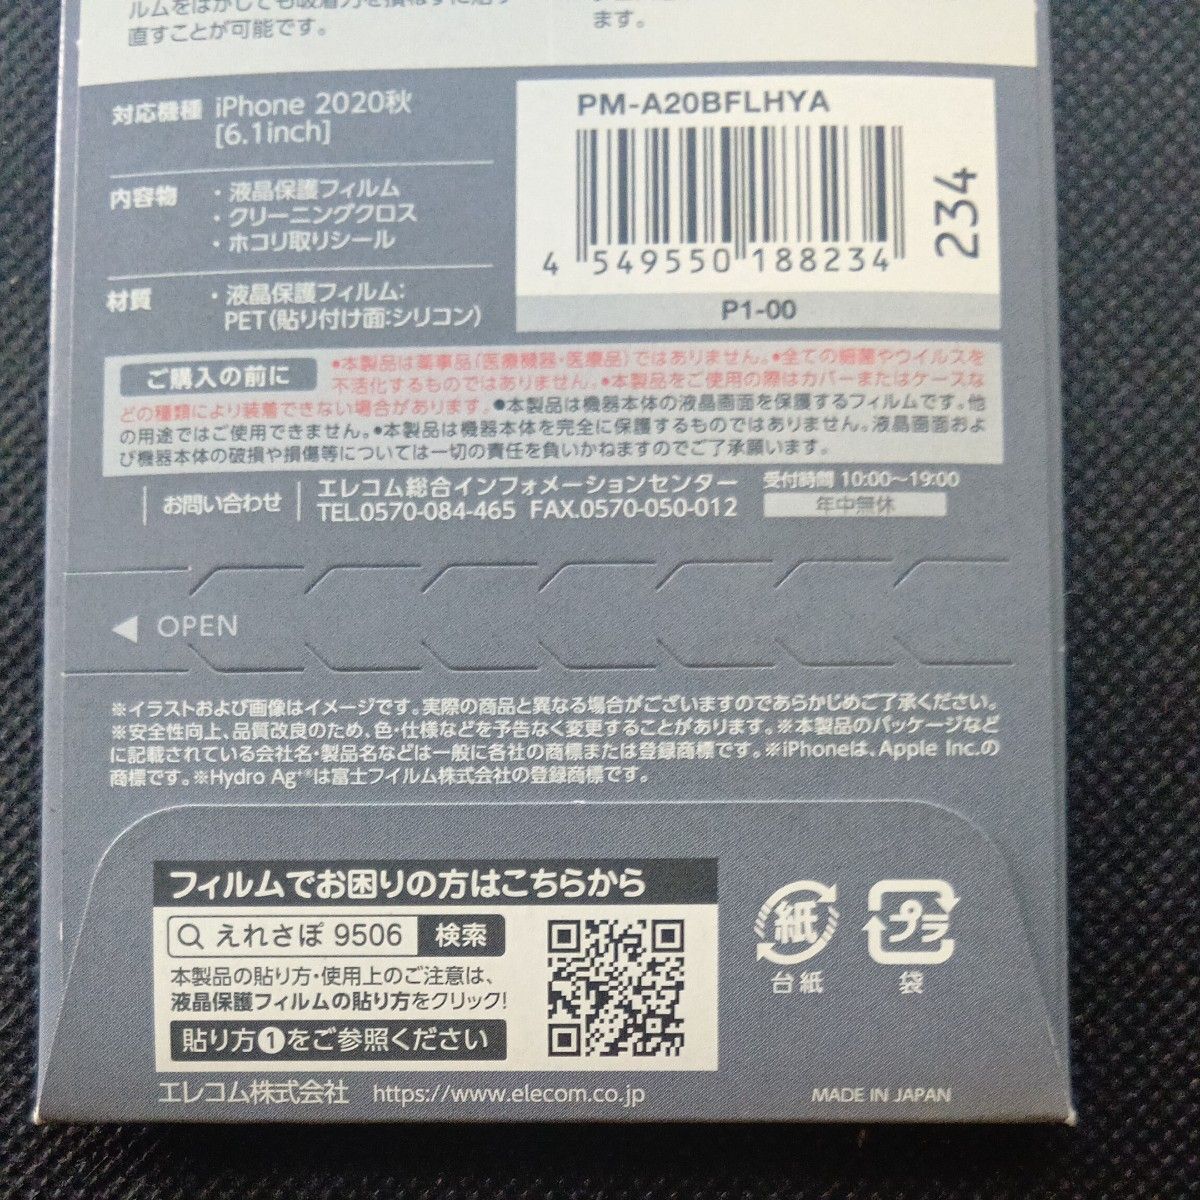 直すことが可能です。
ます。
対応機種 iPhone 2020秋
[6.1inch]
内容物 ・液晶保護フィルム
・クリーニングクロス
・ホコリ取りシール
材質 ・液晶保護フィルム:
PET(貼り付け面:シリコン)
PM-A20BFLHYA
4 549550 188234
234
P1-00
ご購入の前に ●本製品は薬事品(医療機器・医療品)ではありません。●全ての細菌やウイルスを
不活化するものではありません。●本製品をご使用の際はカバーまたはケースな
どの種類により装着できない場合があります。●本製品は機器本体の液晶画面を保護するフィルムです。他
の用途ではご使用できません。●本製品は機器本体を完全に保護するものではありません。液晶画面およ
び機器本体の破損や損傷等については一切の責任を負いかねますのでご了承願います。
お問い合わせ
エレコム総合インフォメーションセンター
TEL.0570-084-465 FAX.0570-050-012
受付時間 10:00〜19:00
年中無休
OPEN
※イラストおよび画像はイメージです。実際の商品と異なる場合がございますのであらかじめご了承ください。
※安全性向上、品質改良のため、色・仕様などを予告なく変更することがあります。※本製品のパッケージなど
に記載されている会社名・製品名などは一般に各社の商標または登録商標です。※iPhoneは、Apple Inc.の
商標です。※Hydro Ag⁺は富士フイルム株式会社の登録商標です。
フィルムでお困りの方はこちらから
えれさぽ 9506 検索
本製品の貼り方・使用上のご注意は、
液晶保護フィルムの貼り方をクリック!
貼り方①をご参照ください
紙
台紙
プラ
袋
エレコム株式会社 https://www.elecom.co.jp
MADE IN JAPAN